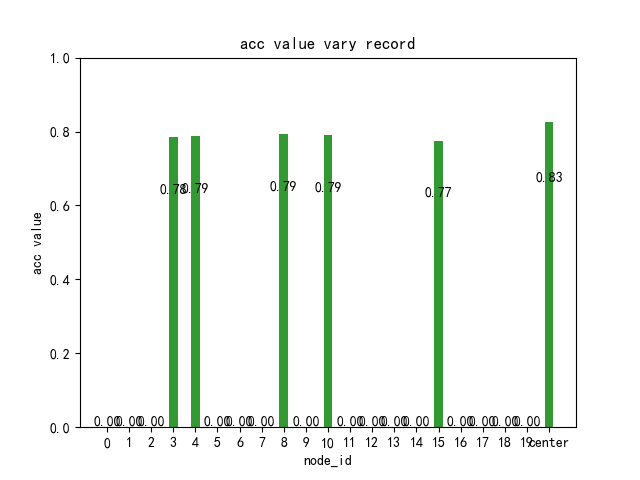 acc value vary record
1.0
0.8
0.6
0.4
0.2
0.0
acc value
0.00 0.00 0.00 0.78 0.79 0.00 0.00 0.00 0.79 0.00 0.79 0.00 0.00 0.00 0.00 0.77 0.00 0.00 0.00 0.00 0.83
0 1 2 3 4 5 6 7 8 9 10 11 12 13 14 15 16 17 18 19 center
node_id